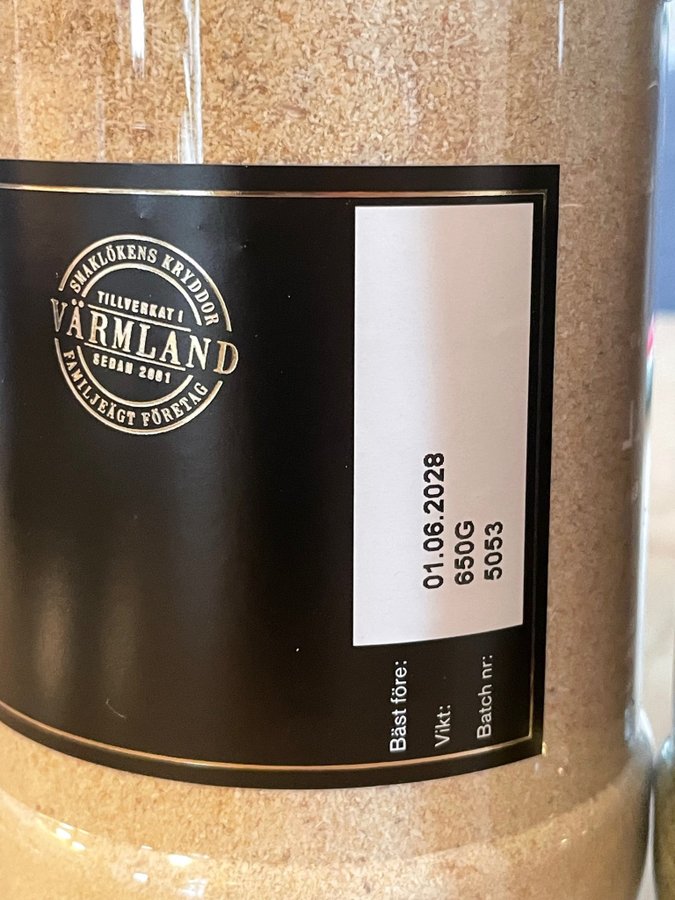 SMAKLÖKENS KRYDDOR
TILLVERKAT I
VÄRMLAND
SEDAN 2001
FAMILJEÄGT FÖRETAG
Bäst före: 01.06.2028
Vikt: 650G
Batch nr: 5053